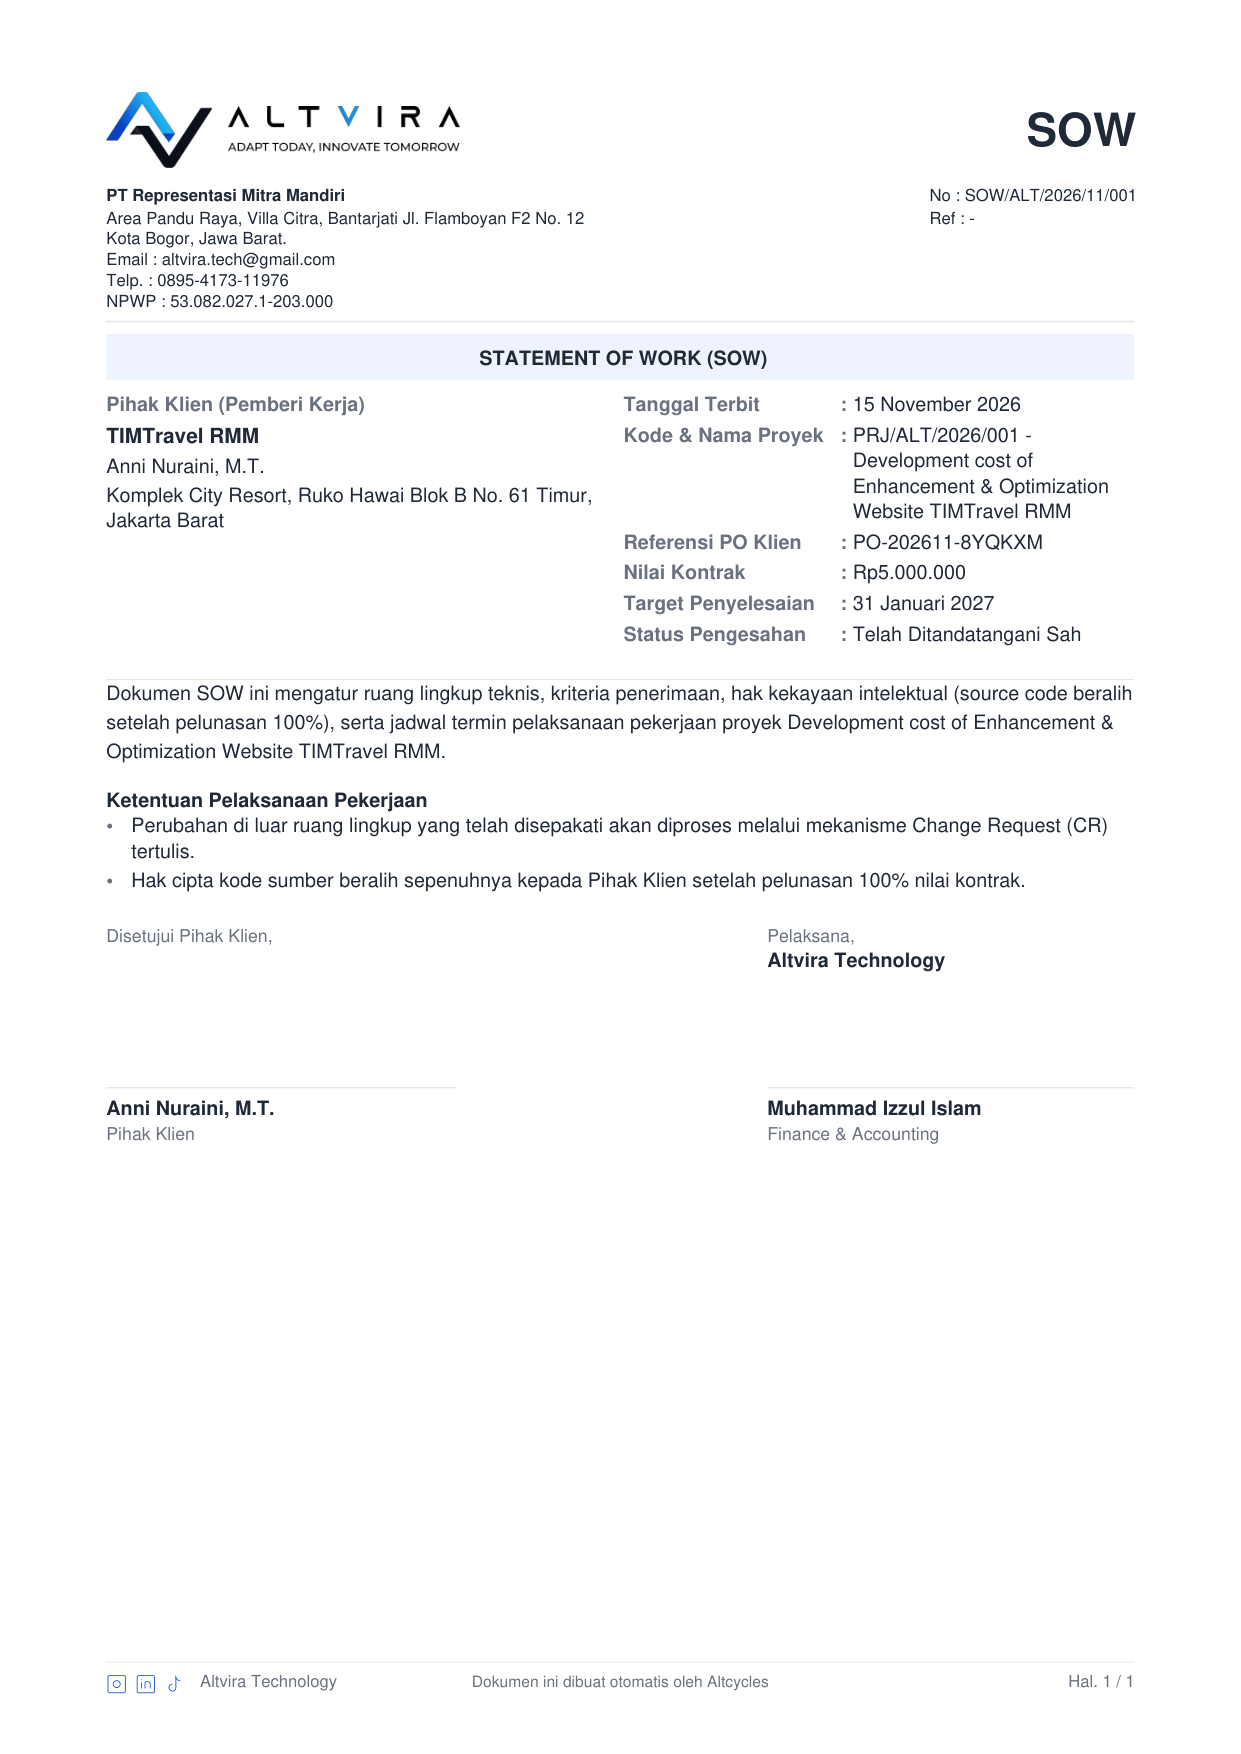 ALTVIRA
ADAPT TODAY, INNOVATE TOMORROW
SOW
PT Representasi Mitra Mandiri
Area Pandu Raya, Villa Citra, Bantarjati Jl. Flamboyan F2 No. 12
Kota Bogor, Jawa Barat.
Email : altvira.tech@gmail.com
Telp. : 0895-4173-11976
NPWP : 53.082.027.1-203.000
No : SOW/ALT/2026/11/001
Ref : -
STATEMENT OF WORK (SOW)
Pihak Klien (Pemberi Kerja)
TIMTravel RMM
Anni Nuraini, M.T.
Komplek City Resort, Ruko Hawai Blok B No. 61 Timur,
Jakarta Barat
Tanggal Terbit : 15 November 2026
Kode & Nama Proyek : PRJ/ALT/2026/001 -
Development cost of
Enhancement & Optimization
Website TIMTravel RMM
Referensi PO Klien : PO-202611-8YQKXM
Nilai Kontrak : Rp5.000.000
Target Penyelesaian : 31 Januari 2027
Status Pengesahan : Telah Ditandatangani Sah
Dokumen SOW ini mengatur ruang lingkup teknis, kriteria penerimaan, hak kekayaan intelektual (source code beralih
setelah pelunasan 100%), serta jadwal termin pelaksanaan pekerjaan proyek Development cost of Enhancement &
Optimization Website TIMTravel RMM.
Ketentuan Pelaksanaan Pekerjaan
• Perubahan di luar ruang lingkup yang telah disepakati akan diproses melalui mekanisme Change Request (CR)
tertulis.
• Hak cipta kode sumber beralih sepenuhnya kepada Pihak Klien setelah pelunasan 100% nilai kontrak.
Disetujui Pihak Klien,
Pelaksana,
Altvira Technology
Anni Nuraini, M.T.
Pihak Klien
Muhammad Izzul Islam
Finance & Accounting
Altvira Technology
Dokumen ini dibuat otomatis oleh Altcycles
Hal. 1 / 1